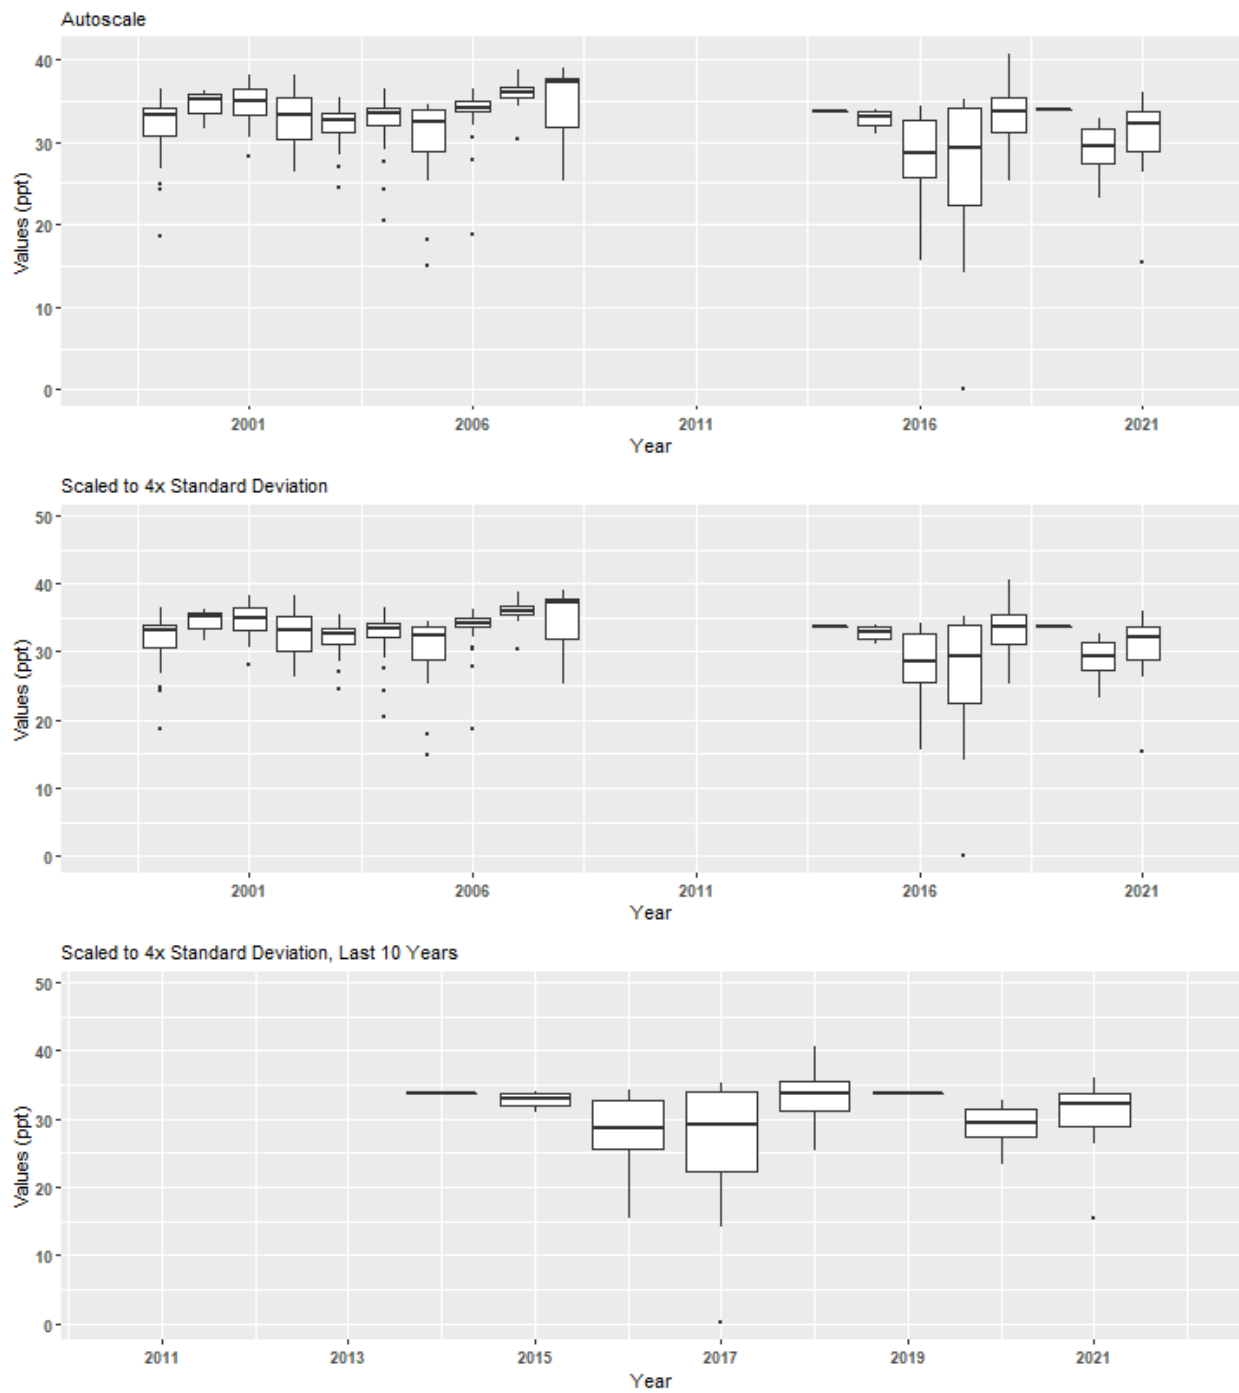 Autoscale
40
30
20
10
0
Values (ppt)
2001 2006 2011 2016 2021
Year
Scaled to 4x Standard Deviation
50
40
30
20
10
0
Values (ppt)
2001 2006 2011 2016 2021
Year
Scaled to 4x Standard Deviation, Last 10 Years
50
40
30
20
10
0
Values (ppt)
2011 2013 2015 2017 2019 2021
Year